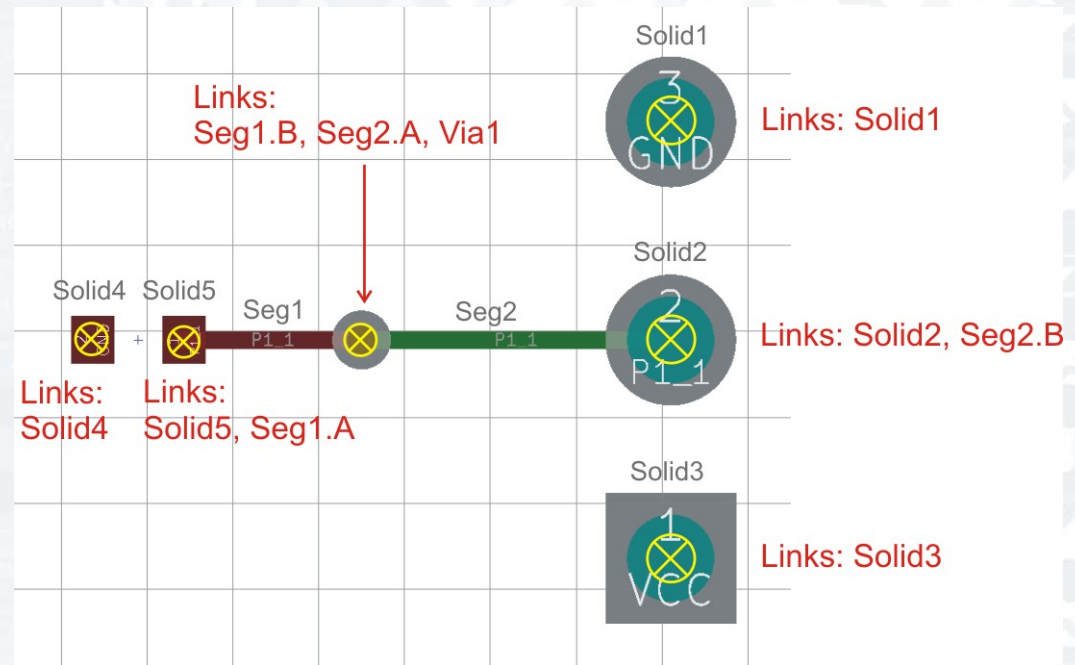 Solid1
3
GND
Links: Solid1
Links:
Seg1.B, Seg2.A, Via1
Solid2
2
P1_1
Links: Solid2, Seg2.B
Solid4
Solid5
Seg1
P1_1
Seg2
P1_1
Links:
Solid4
Links:
Solid5, Seg1.A
Solid3
1
VCC
Links: Solid3